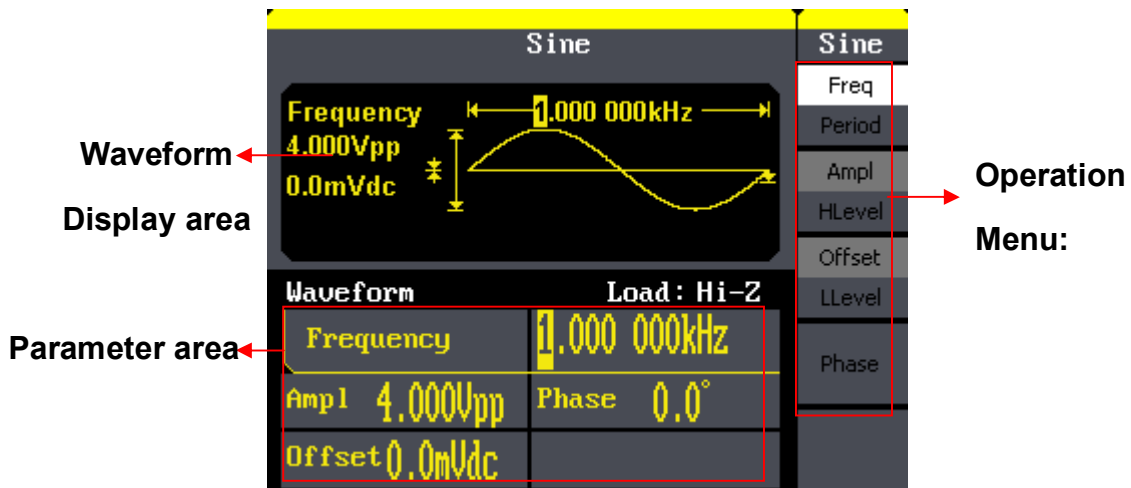 Sine
Sine
Frequency
1.000 000kHz
4.000Vpp
0.0mVdc
Waveform
Display area
Freq
Period
Ampl
HLevel
Offset
LLevel
Phase
Operation
Menu:
Waveform Load: Hi-Z
Parameter area
Frequency 1.000 000kHz
Ampl 4.000Vpp Phase 0.0°
Offset 0.0mVdc